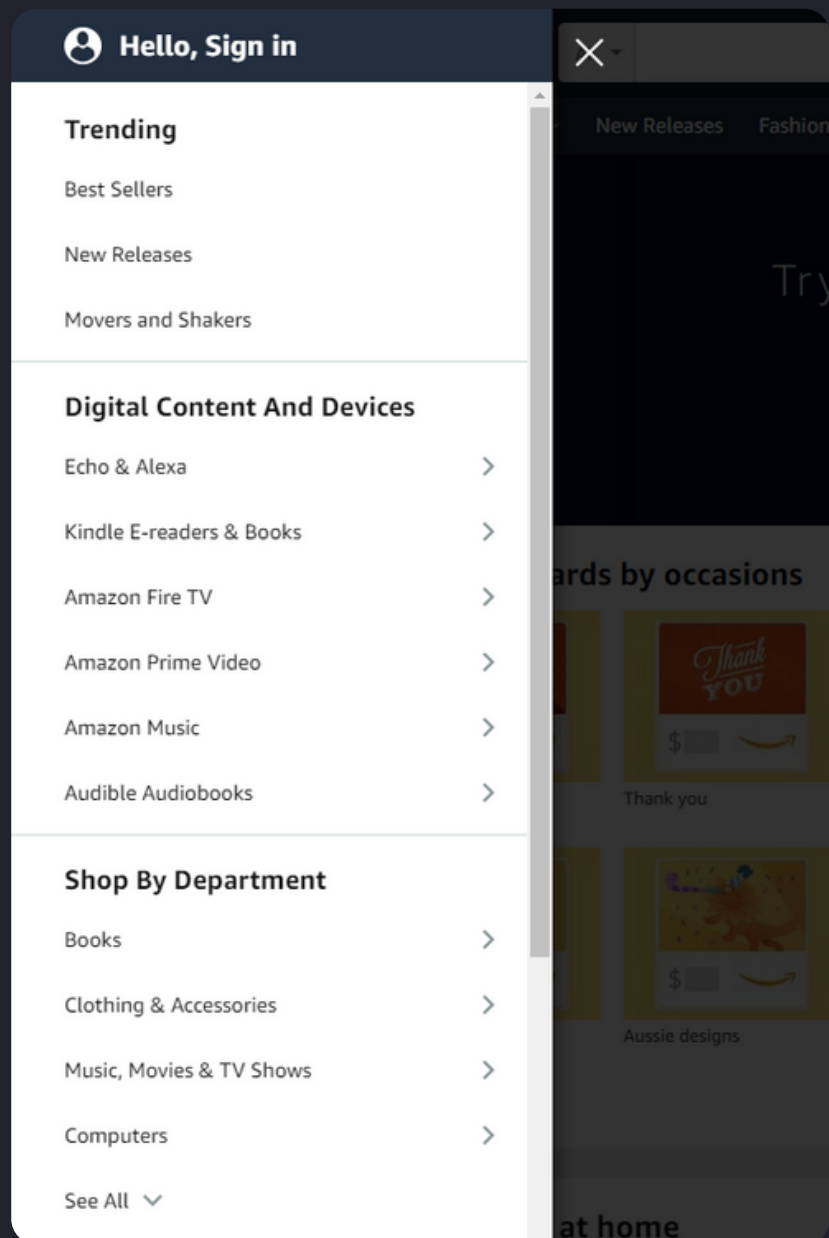 Hello, Sign in
Trending
Best Sellers
New Releases
Movers and Shakers
Digital Content And Devices
Echo & Alexa
Kindle E-readers & Books
Amazon Fire TV
Amazon Prime Video
Amazon Music
Audible Audiobooks
Shop By Department
Books
Clothing & Accessories
Music, Movies & TV Shows
Computers
See All
New Releases Fashion
Try
ards by occasions
Thank
YOU
$
Thank you
$
Aussie designs
at home